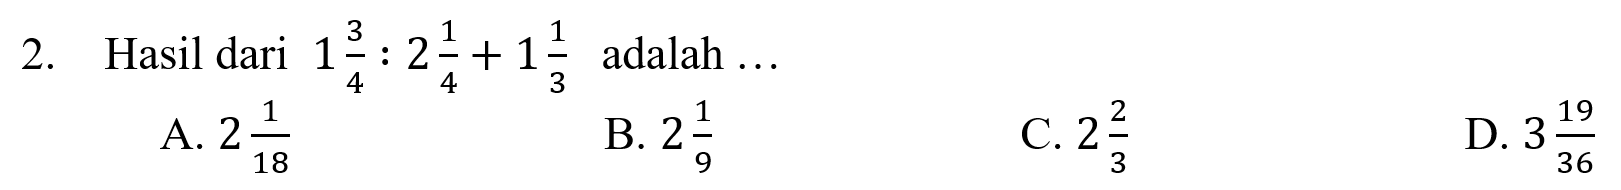 2. Hasil dari 1 3/4 : 2 1/4 + 1 1/3 adalah …
A. 2 1/18 B. 2 1/9 C. 2 2/3 D. 3 19/36